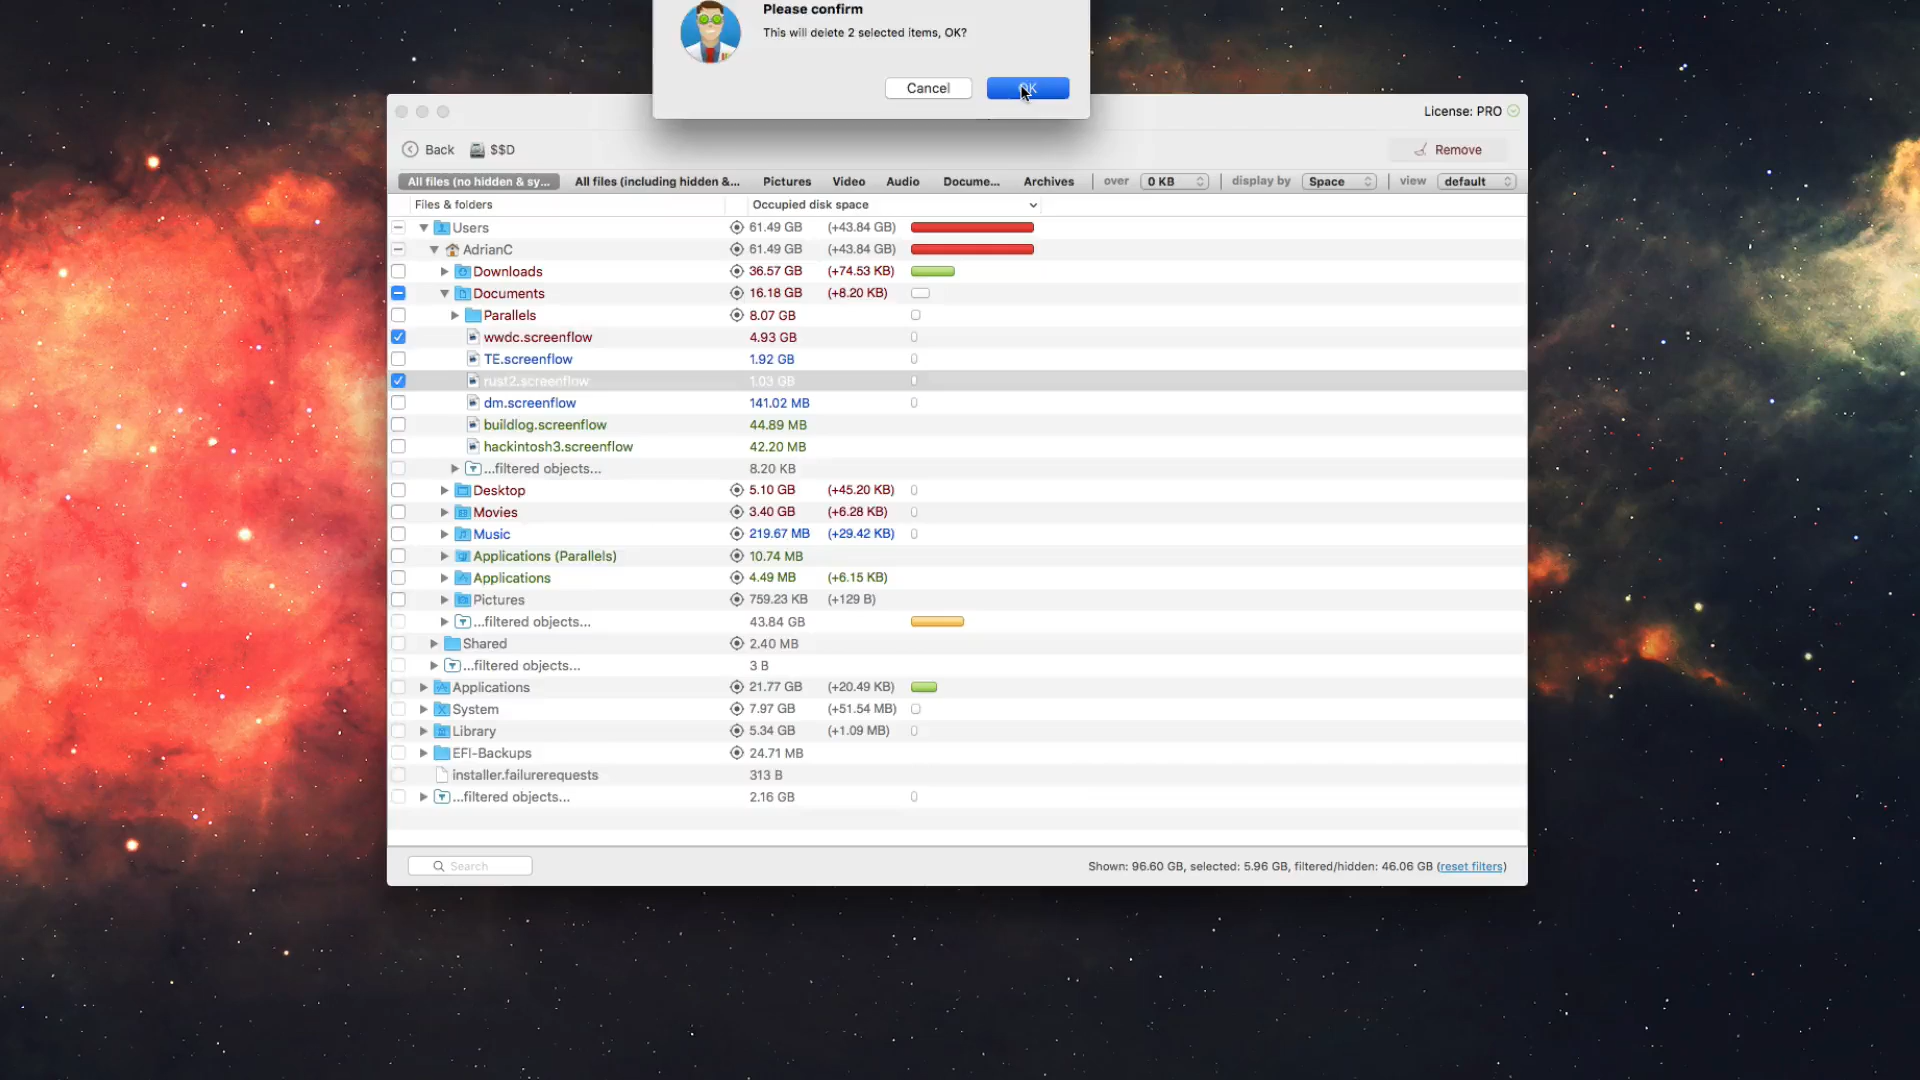 Please confirm
This will delete 2 selected items, OK?
Cancel OK
License: PRO
Back $$D Remove
All files (no hidden & sy... All files (including hidden &... Pictures Video Audio Docume... Archives over 0 KB display by Space view default
Files & folders Occupied disk space
Users 61.49 GB (+43.84 GB)
AdrianC 61.49 GB (+43.84 GB)
Downloads 36.57 GB (+74.53 KB)
Documents 16.18 GB (+8.20 KB)
Parallels 8.07 GB
wwdc.screenflow 4.93 GB
TE.screenflow 1.92 GB
rust2.screenflow 1.03 GB
dm.screenflow 141.02 MB
buildlog.screenflow 44.89 MB
hackintosh3.screenflow 42.20 MB
...filtered objects... 8.20 KB
Desktop 5.10 GB (+45.20 KB)
Movies 3.40 GB (+6.28 KB)
Music 219.67 MB (+29.42 KB)
Applications (Parallels) 10.74 MB
Applications 4.49 MB (+6.15 KB)
Pictures 759.23 KB (+129 B)
...filtered objects... 43.84 GB
Shared 2.40 MB
...filtered objects... 3 B
Applications 21.77 GB (+20.49 KB)
System 7.97 GB (+51.54 MB)
Library 5.34 GB (+1.09 MB)
EFI-Backups 24.71 MB
installer.failurerequests 313 B
...filtered objects... 2.16 GB
Search Shown: 96.60 GB, selected: 5.96 GB, filtered/hidden: 46.06 GB (reset filters)